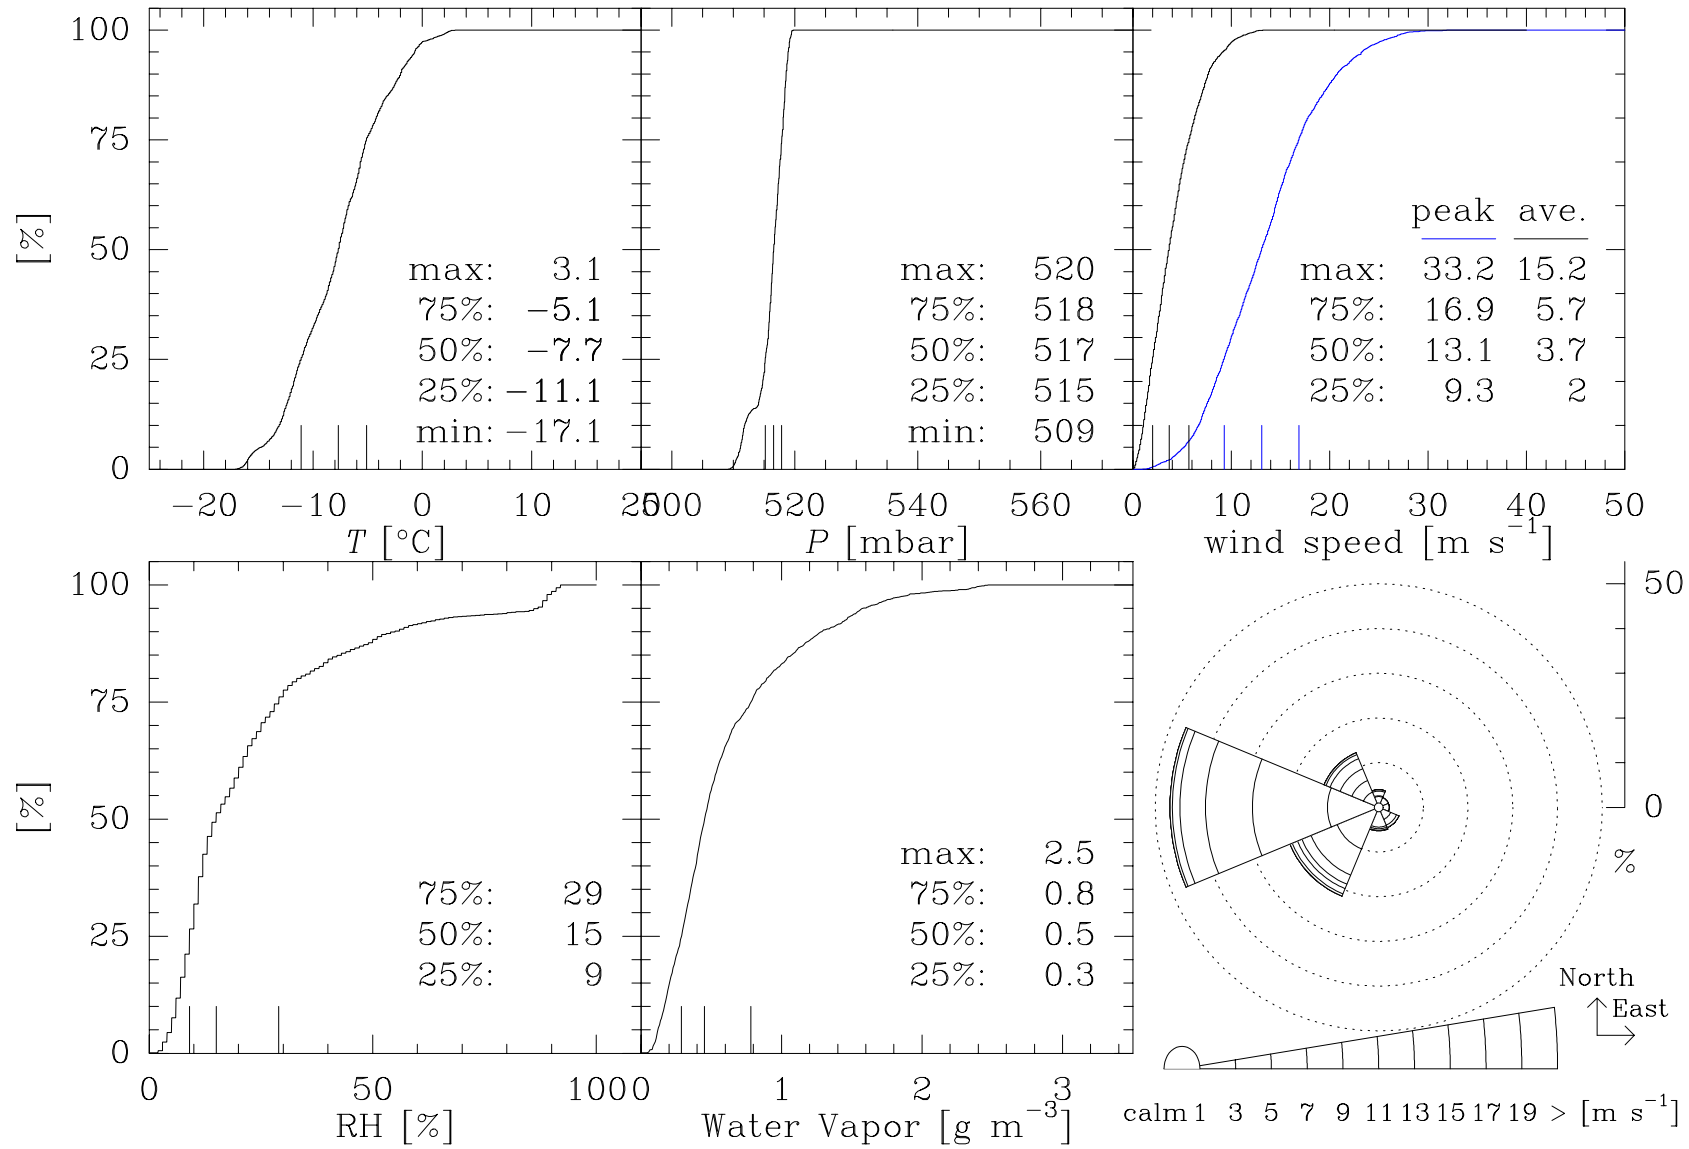 100
75
50
25
0
[%]
max: 3.1
75%: −5.1
50%: −7.7
25%: −11.1
min: −17.1
−20 −10 0 10 20
T [°C]
max: 520
75%: 518
50%: 517
25%: 515
min: 509
500 520 540 560
P [mbar]
peak ave.
max: 33.2 15.2
75%: 16.9 5.7
50%: 13.1 3.7
25%: 9.3 2
0 10 20 30 40 50
wind speed [m s⁻¹]
100
75
50
25
0
[%]
75%: 29
50%: 15
25%: 9
0 50 100
RH [%]
max: 2.5
75%: 0.8
50%: 0.5
25%: 0.3
0 1 2 3
Water Vapor [g m⁻³]
50
0
%
North
East
calm 1 3 5 7 9 11 13 15 17 19 > [m s⁻¹]